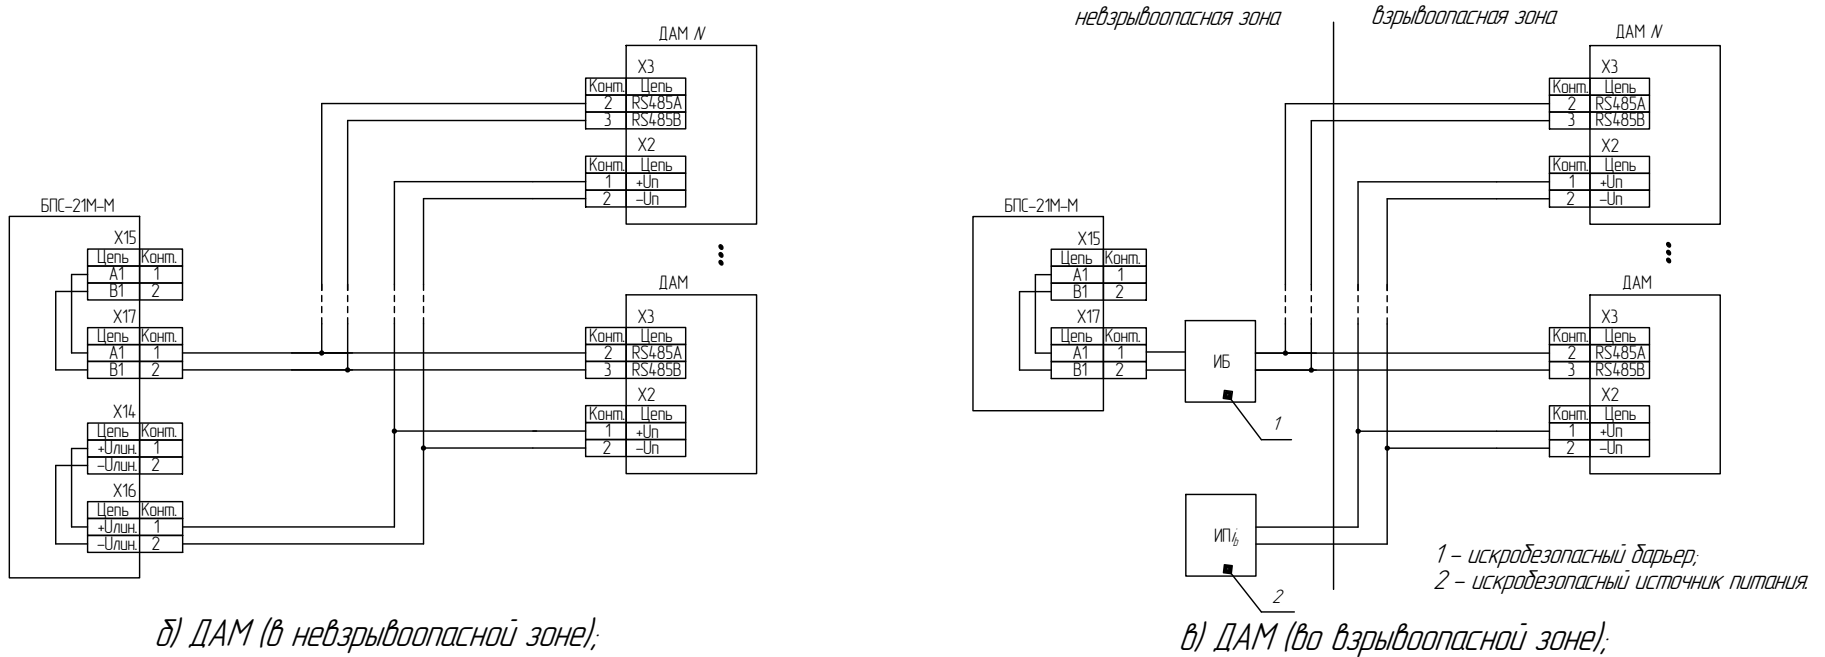 ДАМ N
X3
Конт. Цепь
2 RS485A
3 RS485B
X2
Конт. Цепь
1 +Uп
2 –Uп
БПС-21М-М
X15
Цепь Конт.
A1 1
B1 2
X17
Цепь Конт.
A1 1
B1 2
X14
Цепь Конт.
+Uлин. 1
–Uлин. 2
X16
Цепь Конт.
+Uлин. 1
–Uлин. 2
ДАМ
X3
Конт. Цепь
2 RS485A
3 RS485B
X2
Конт. Цепь
1 +Uп
2 –Uп
б) ДАМ (в невзрывоопасной зоне);
невзрывоопасная зона
взрывоопасная зона
ДАМ N
X3
Конт. Цепь
2 RS485A
3 RS485B
X2
Конт. Цепь
1 +Uп
2 –Uп
БПС-21М-М
X15
Цепь Конт.
A1 1
B1 2
X17
Цепь Конт.
A1 1
B1 2
ИБ
1
ИП ib
2
ДАМ
X3
Конт. Цепь
2 RS485A
3 RS485B
X2
Конт. Цепь
1 +Uп
2 –Uп
1 – искробезопасный барьер;
2 – искробезопасный источник питания.
в) ДАМ (во взрывоопасной зоне);